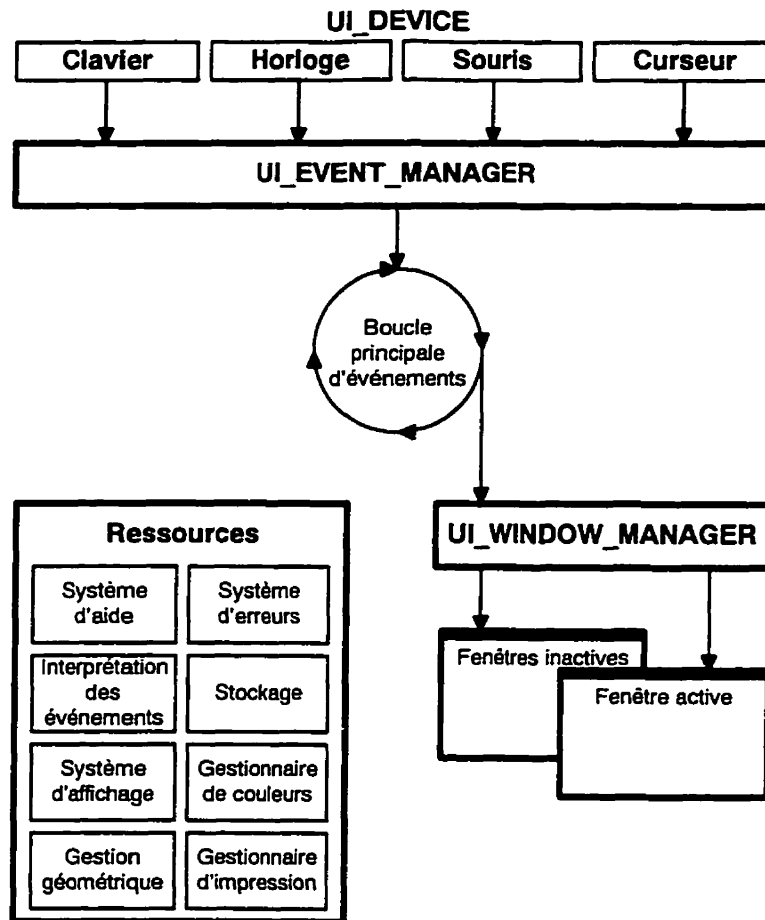 UI_DEVICE
Clavier
Horloge
Souris
Curseur
UI_EVENT_MANAGER
Boucle
principale
d'événements
Ressources
Système
d'aide
Système
d'erreurs
Interprétation
des
événements
Stockage
Système
d'affichage
Gestionnaire
de couleurs
Gestion
géométrique
Gestionnaire
d'impression
UI_WINDOW_MANAGER
Fenêtres inactives
Fenêtre active